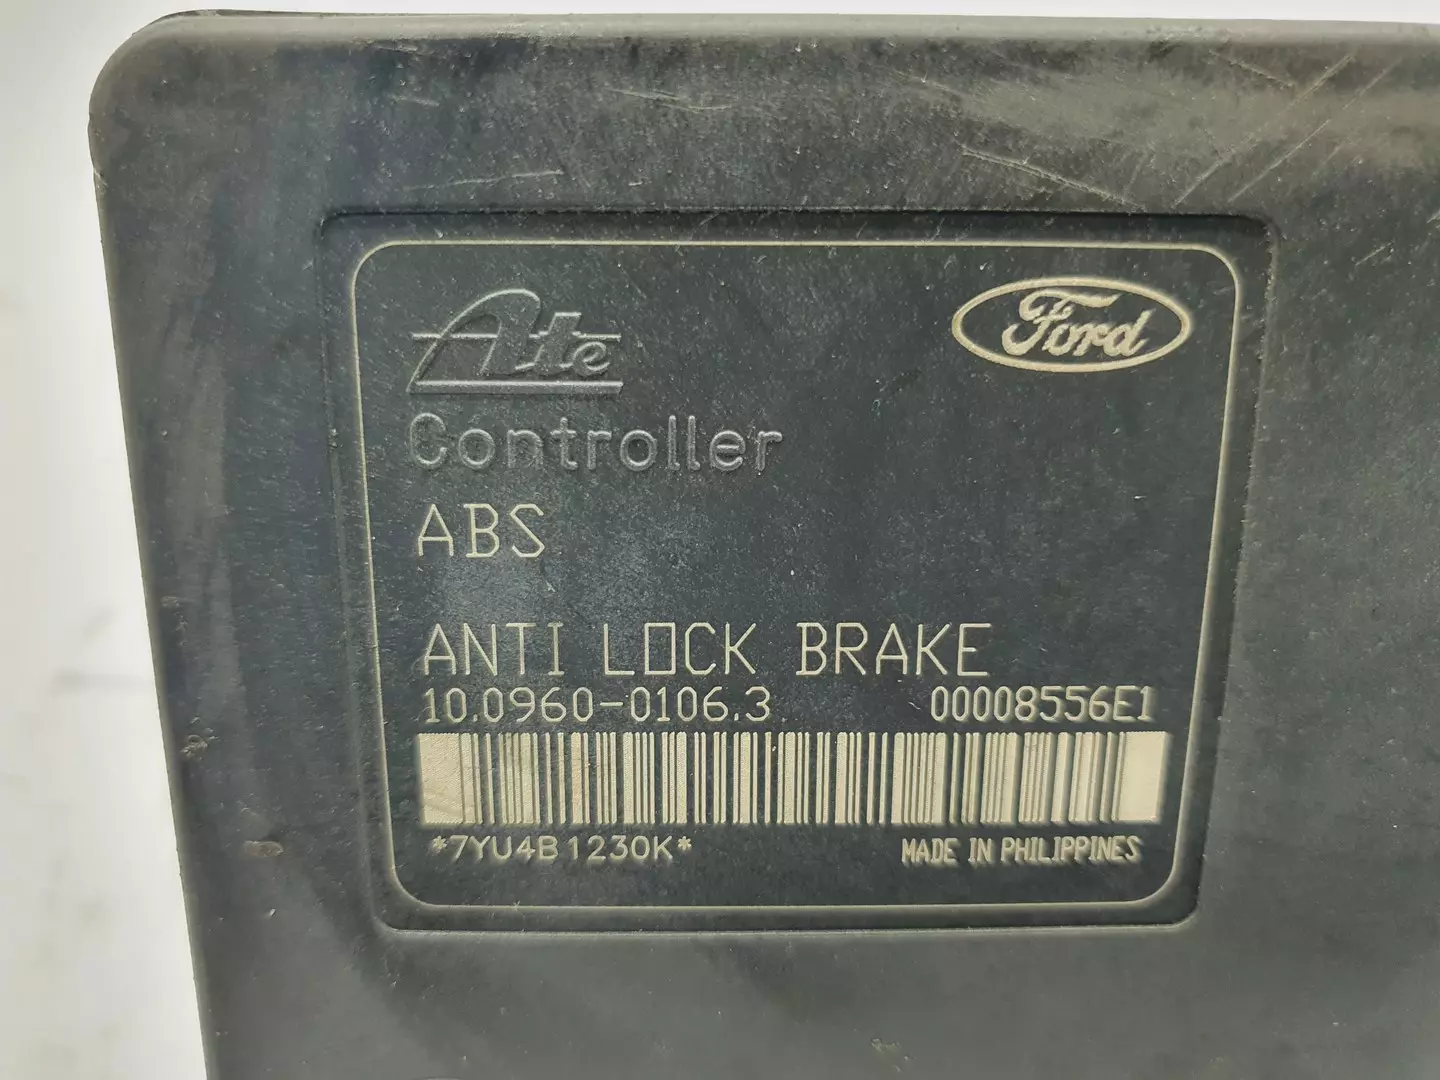 Ate
Ford
Controller
ABS
ANTI LOCK BRAKE
10.0960-0106.3 00008556E1
*7YU4B1230K* MADE IN PHILIPPINES